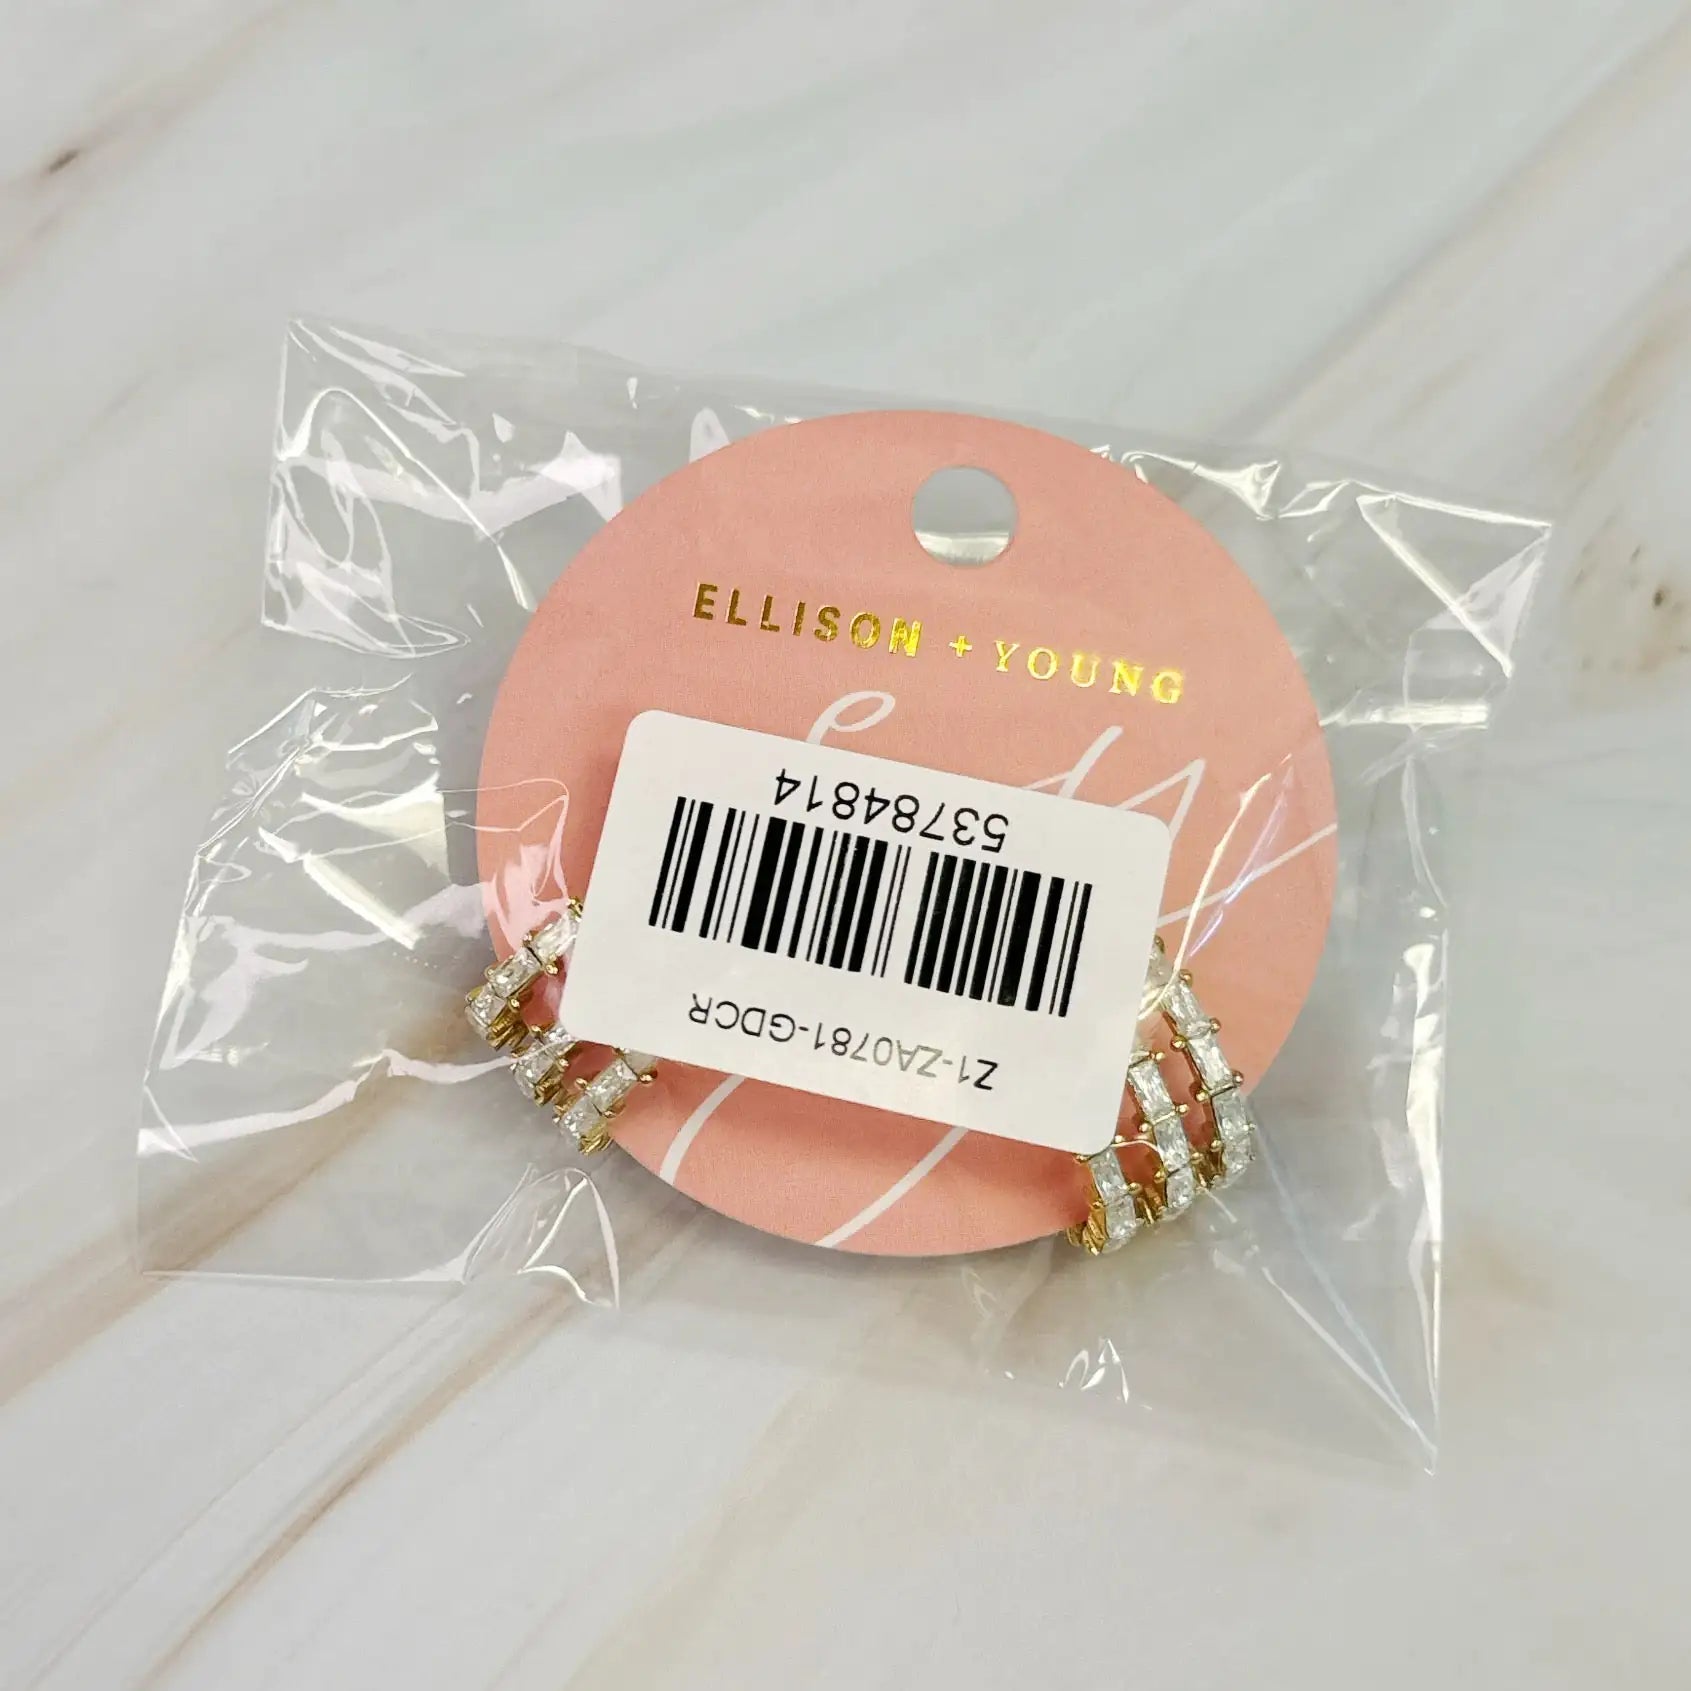 ELLISON + YOUNG
Z1-ZA0781-GDCR
53784814